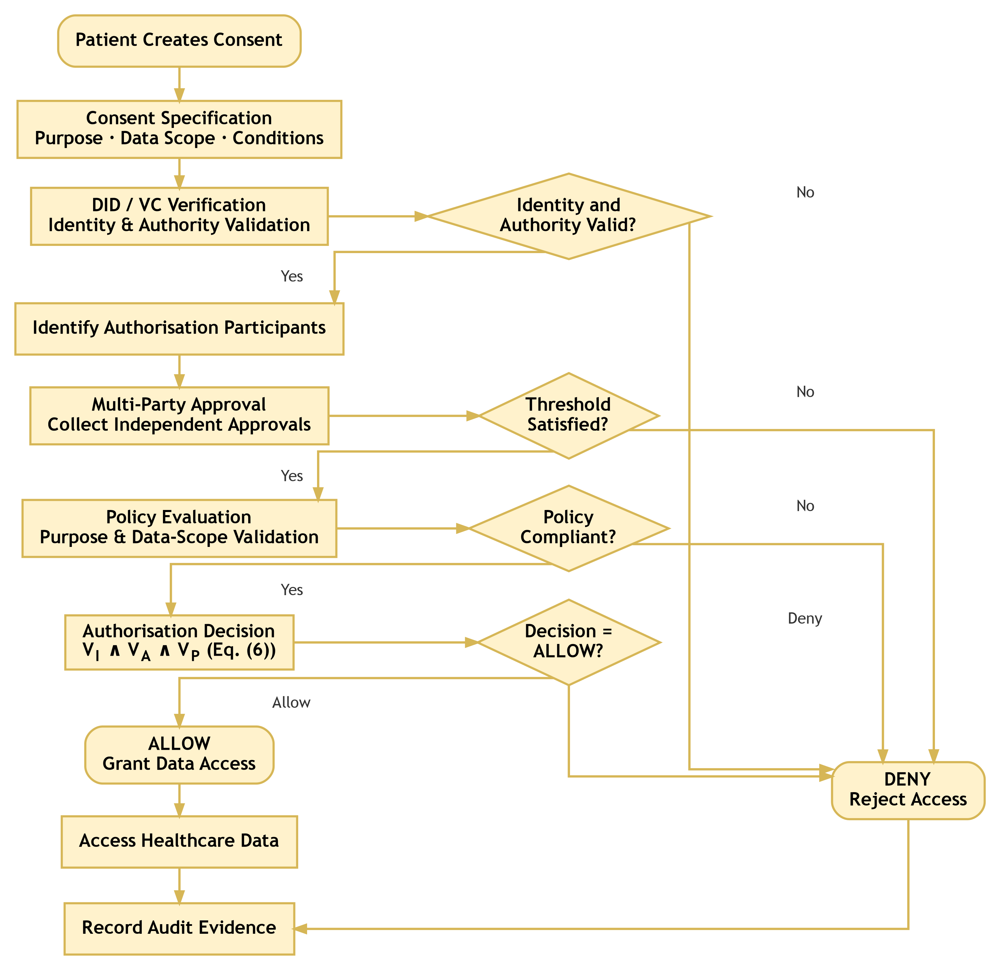 Patient Creates Consent
Consent Specification
Purpose · Data Scope · Conditions
DID / VC Verification
Identity & Authority Validation
Identity and
Authority Valid?
No
Yes
Identify Authorisation Participants
Multi-Party Approval
Collect Independent Approvals
Threshold
Satisfied?
No
Yes
Policy Evaluation
Purpose & Data-Scope Validation
Policy
Compliant?
No
Yes
Authorisation Decision
V_I ∧ V_A ∧ V_P (Eq. (6))
Decision =
ALLOW?
Deny
Allow
ALLOW
Grant Data Access
DENY
Reject Access
Access Healthcare Data
Record Audit Evidence